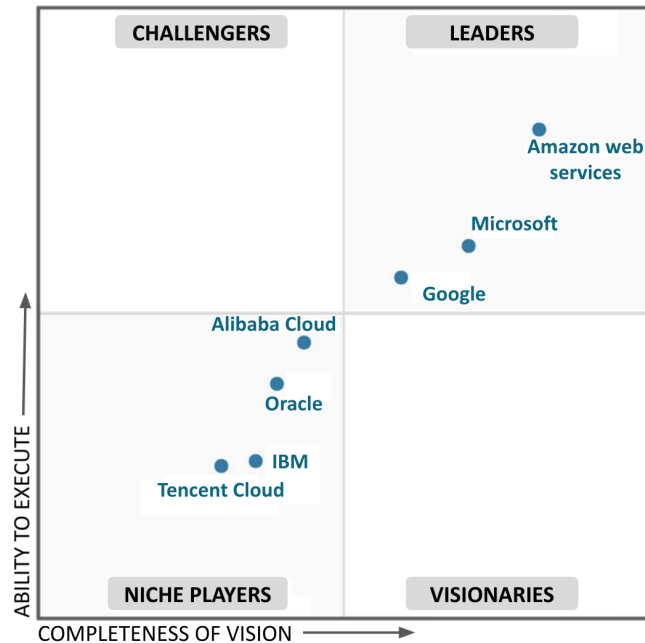 CHALLENGERS
LEADERS
Amazon web
services
Microsoft
Google
Alibaba Cloud
Oracle
IBM
Tencent Cloud
NICHE PLAYERS
VISIONARIES
ABILITY TO EXECUTE
COMPLETENESS OF VISION